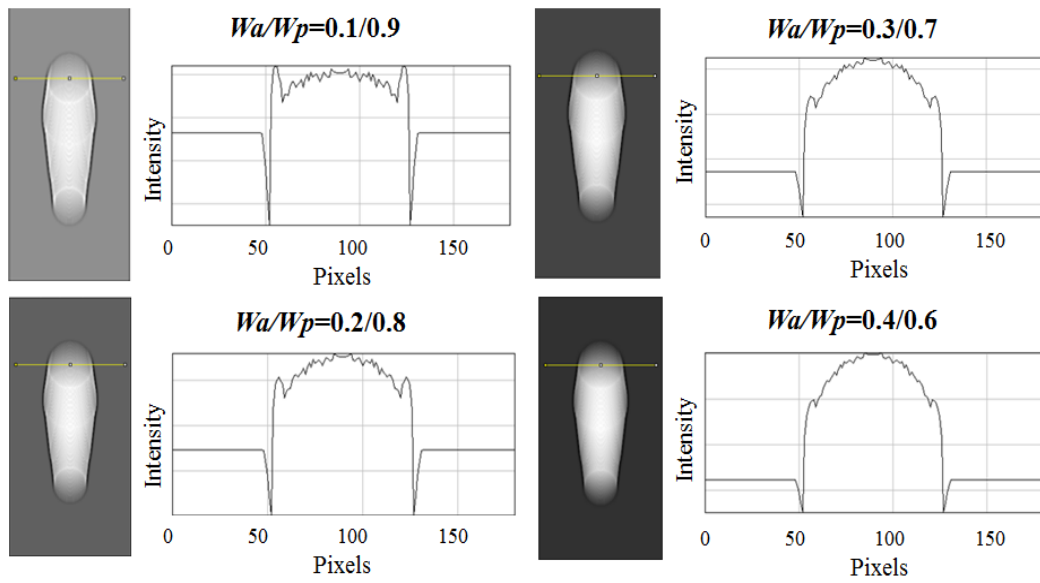 Wa/Wp=0.1/0.9
Intensity
0 50 100 150
Pixels
Wa/Wp=0.3/0.7
Intensity
0 50 100 150
Pixels
Wa/Wp=0.2/0.8
Intensity
0 50 100 150
Pixels
Wa/Wp=0.4/0.6
Intensity
0 50 100 150
Pixels